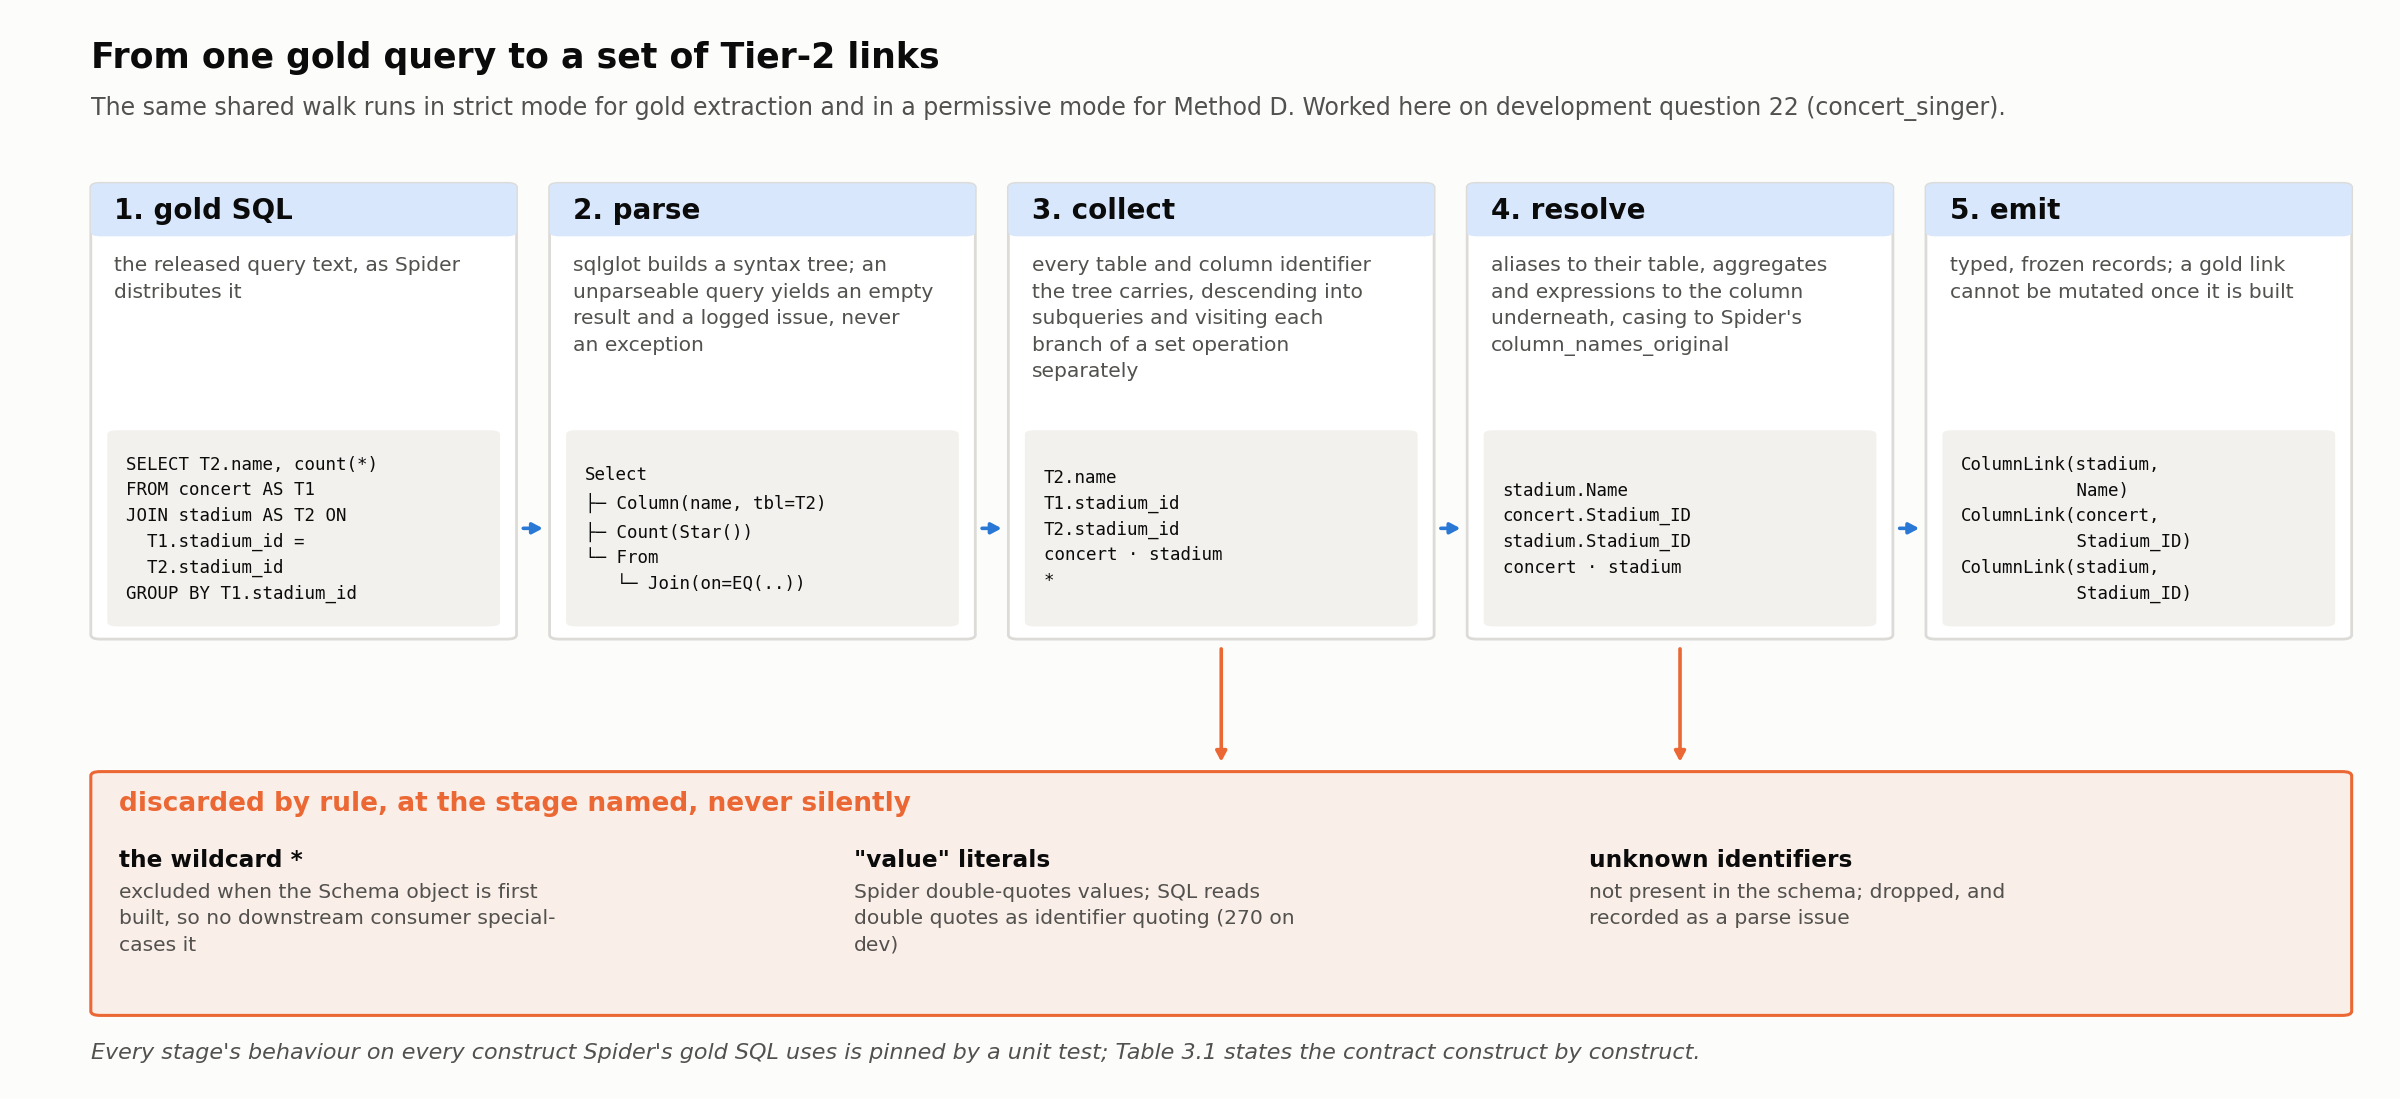 From one gold query to a set of Tier-2 links
The same shared walk runs in strict mode for gold extraction and in a permissive mode for Method D. Worked here on development question 22 (concert_singer).
1. gold SQL
the released query text, as Spider
distributes it
SELECT T2.name, count(*)
FROM concert AS T1
JOIN stadium AS T2 ON
  T1.stadium_id =
  T2.stadium_id
GROUP BY T1.stadium_id
2. parse
sqlglot builds a syntax tree; an
unparseable query yields an empty
result and a logged issue, never
an exception
Select
├─ Column(name, tbl=T2)
├─ Count(Star())
└─ From
   └─ Join(on=EQ(..))
3. collect
every table and column identifier
the tree carries, descending into
subqueries and visiting each
branch of a set operation
separately
T2.name
T1.stadium_id
T2.stadium_id
concert · stadium
*
4. resolve
aliases to their table, aggregates
and expressions to the column
underneath, casing to Spider's
column_names_original
stadium.Name
concert.Stadium_ID
stadium.Stadium_ID
concert · stadium
5. emit
typed, frozen records; a gold link
cannot be mutated once it is built
ColumnLink(stadium,
           Name)
ColumnLink(concert,
           Stadium_ID)
ColumnLink(stadium,
           Stadium_ID)
discarded by rule, at the stage named, never silently
the wildcard *
excluded when the Schema object is first
built, so no downstream consumer special-
cases it
"value" literals
Spider double-quotes values; SQL reads
double quotes as identifier quoting (270 on
dev)
unknown identifiers
not present in the schema; dropped, and
recorded as a parse issue
Every stage's behaviour on every construct Spider's gold SQL uses is pinned by a unit test; Table 3.1 states the contract construct by construct.